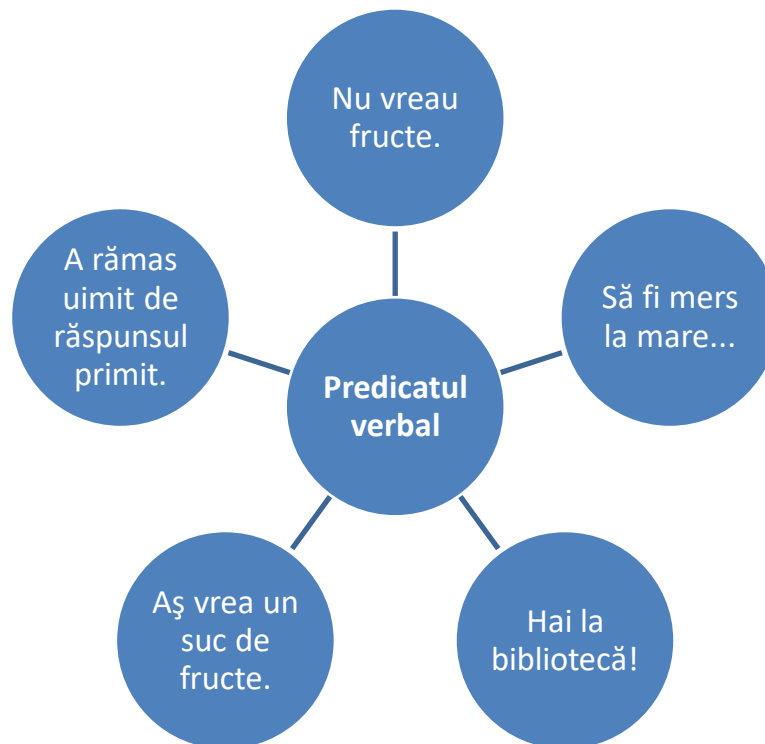 Nu vreau
fructe.
A rămas
uimit de
răspunsul
primit.
Să fi mers
la mare...
Predicatul
verbal
Aş vrea un
suc de
fructe.
Hai la
bibliotecă!